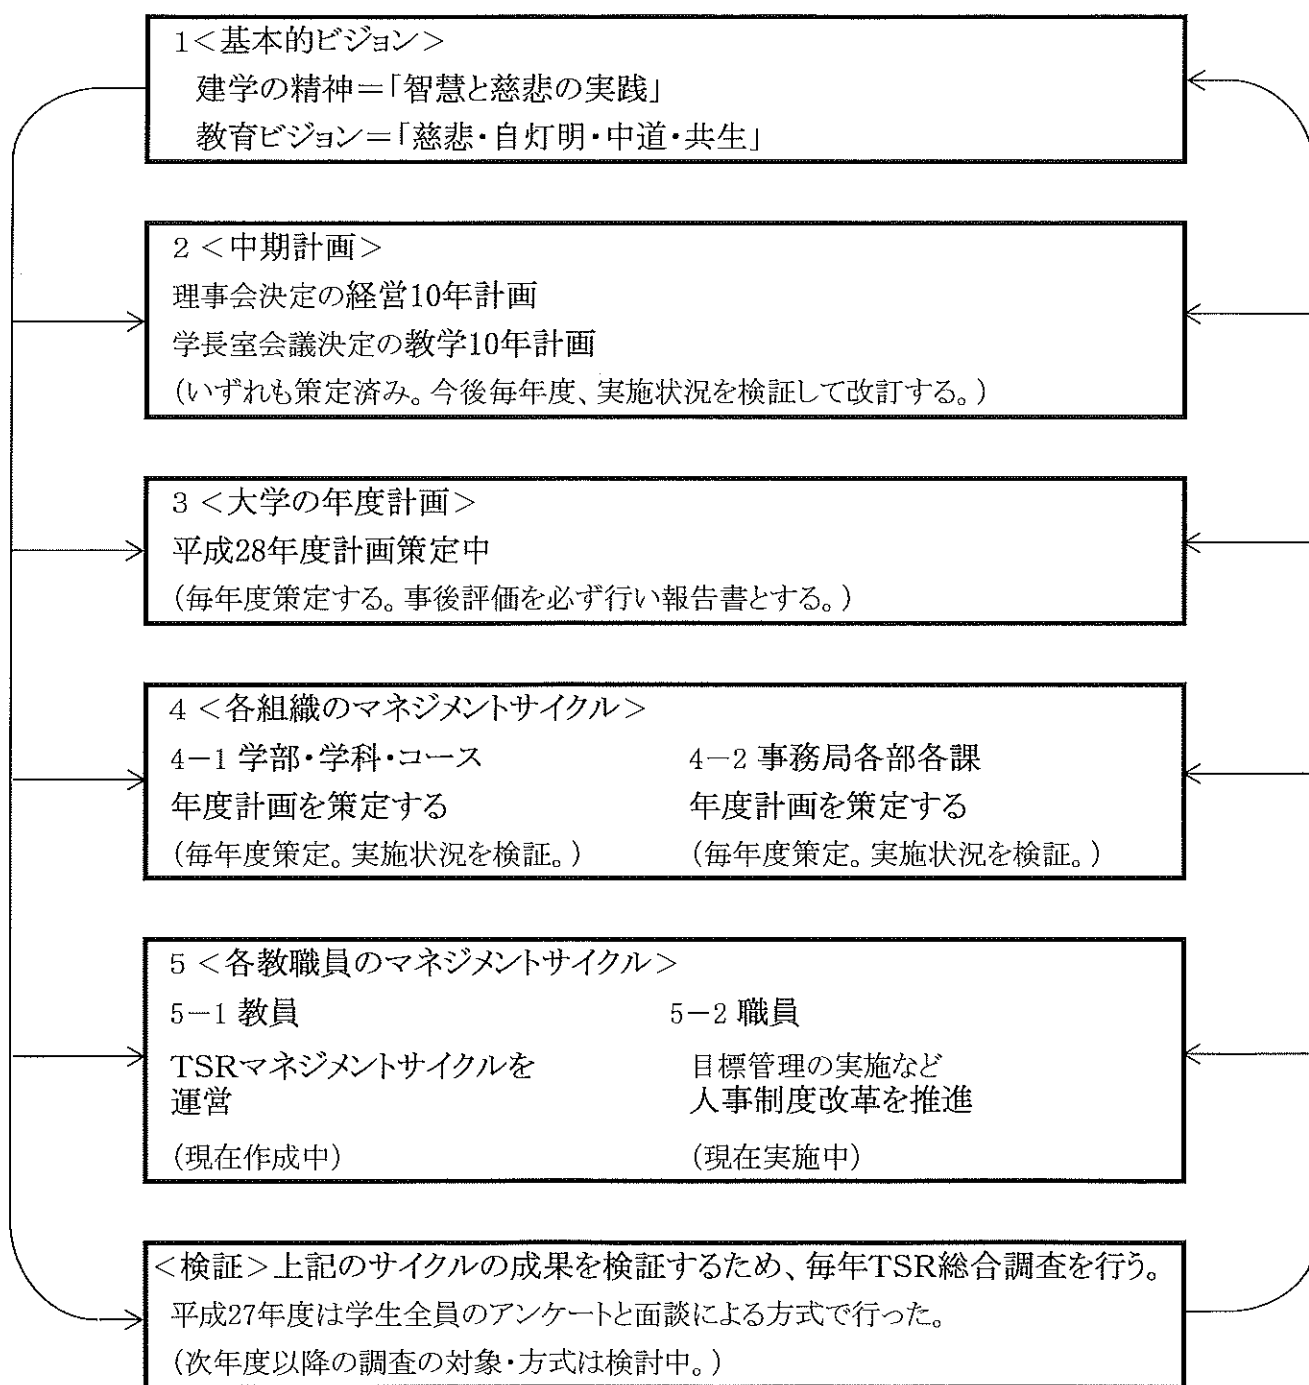 1<基本的ビジョン>
建学の精神=「智慧と慈悲の実践」
教育ビジョン=「慈悲・自灯明・中道・共生」
2 <中期計画>
理事会決定の経営10年計画
学長室会議決定の教学10年計画
(いずれも策定済み。今後毎年度、実施状況を検証して改訂する。)
3 <大学の年度計画>
平成28年度計画策定中
(毎年度策定する。事後評価を必ず行い報告書とする。)
4 <各組織のマネジメントサイクル>
4-1 学部・学科・コース 4-2 事務局各部各課
年度計画を策定する 年度計画を策定する
(毎年度策定。実施状況を検証。) (毎年度策定。実施状況を検証。)
5 <各教職員のマネジメントサイクル>
5-1 教員 5-2 職員
TSRマネジメントサイクルを 目標管理の実施など
運営 人事制度改革を推進
(現在作成中) (現在実施中)
<検証>上記のサイクルの成果を検証するため、毎年TSR総合調査を行う。
平成27年度は学生全員のアンケートと面談による方式で行った。
(次年度以降の調査の対象・方式は検討中。)